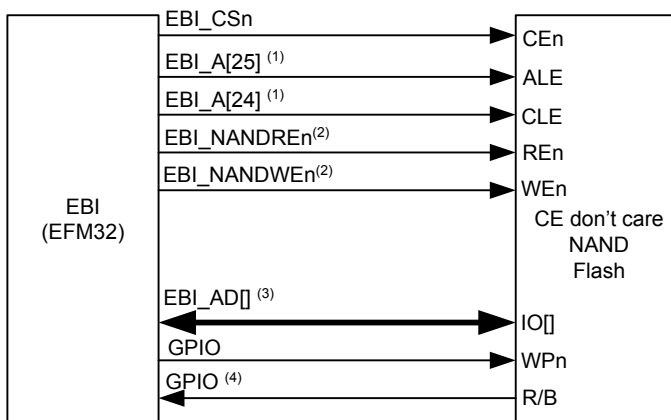 EBI_CSn
CEn
EBI_A[25] (1)
ALE
EBI_A[24] (1)
CLE
EBI_NANDREn(2)
REn
EBI_NANDWEn(2)
WEn
EBI
(EFM32)
CE don't care
NAND
Flash
EBI_AD[] (3)
IO[]
GPIO
WPn
GPIO (4)
R/B